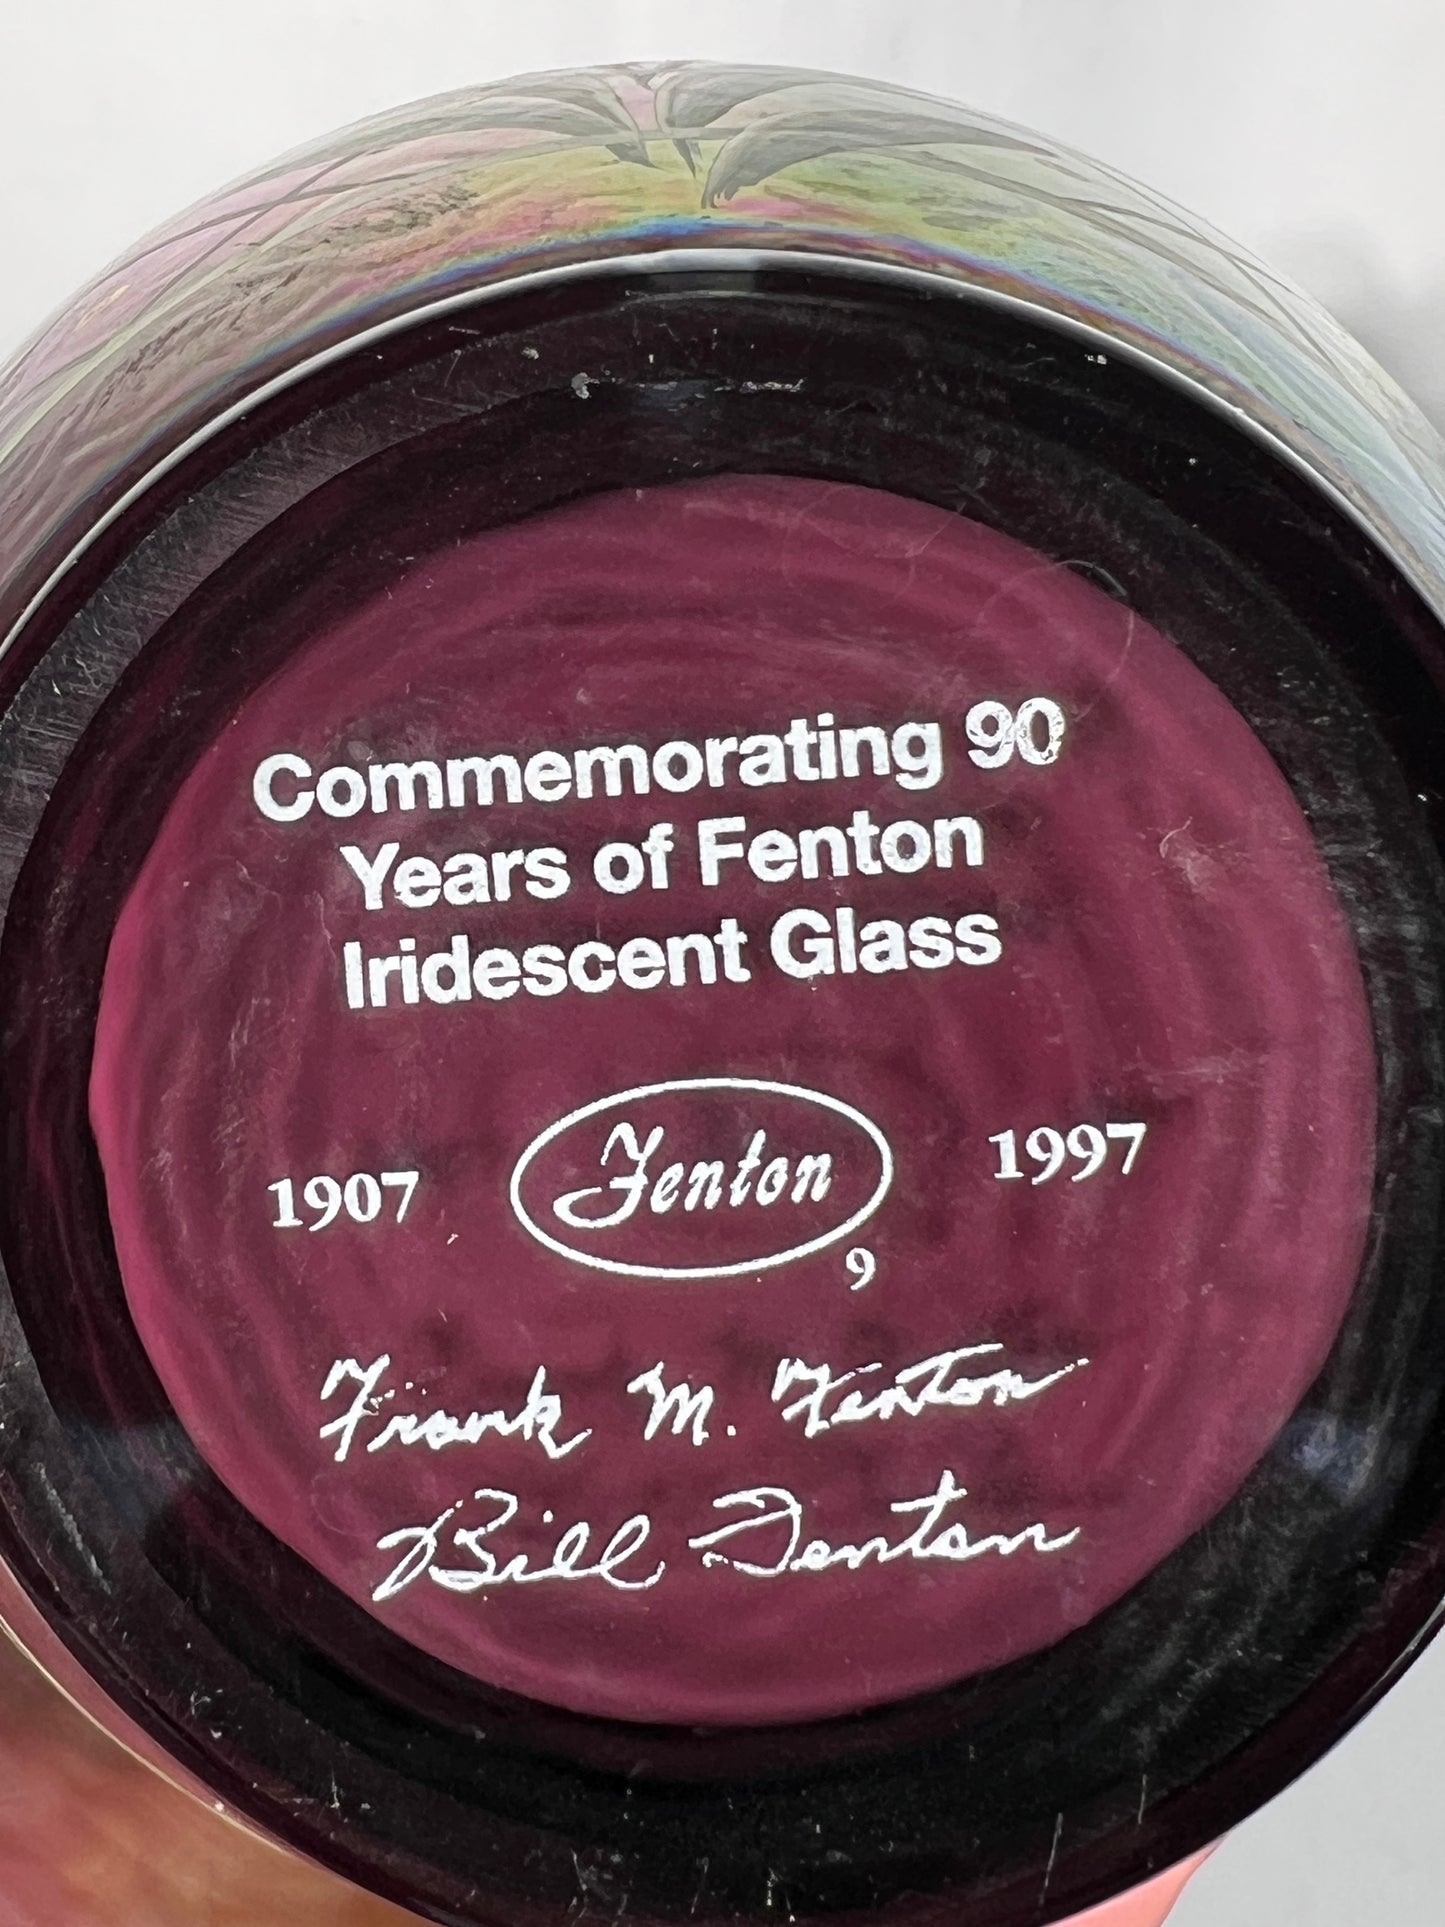 Commemorating 90
Years of Fenton
Iridescent Glass
1907 Fenton 1997
9
Frank M. Fenton
Bill Fenton